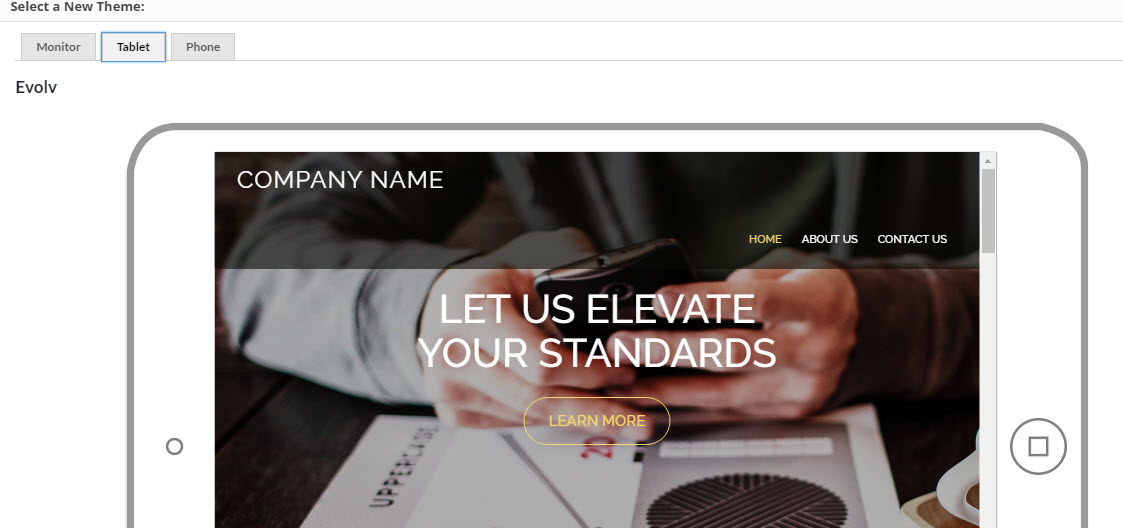 Select a New Theme:
Monitor Tablet Phone
Evolv
COMPANY NAME
HOME ABOUT US CONTACT US
LET US ELEVATE
YOUR STANDARDS
LEARN MORE
UPPERCASE